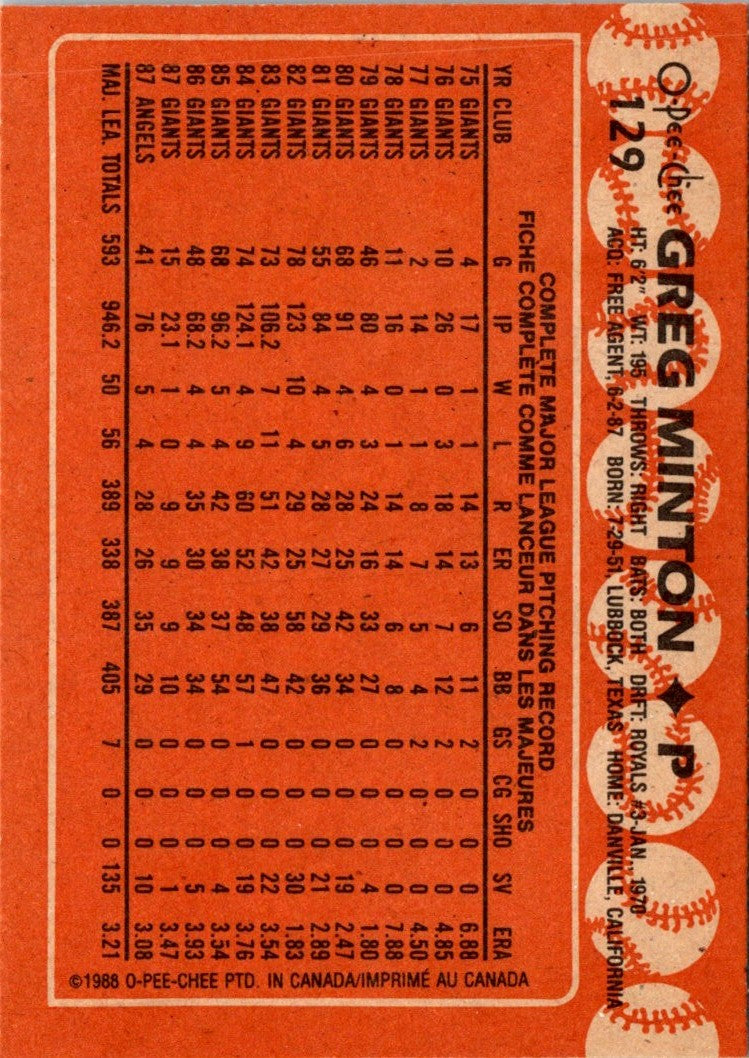 O-Pee-Chee GREG MINTON ♦ P
129 HT: 6'2" WT: 195 THROWS: RIGHT BATS: BOTH DRFT: ROYALS #3-JAN., 1970
ACQ: FREE AGENT, 6-2-87 BORN: 7-29-51 LUBBOCK, TEXAS HOME: DANVILLE, CALIFORNIA
COMPLETE MAJOR LEAGUE PITCHING RECORD
FICHE COMPLÈTE COMME LANCEUR DANS LES MAJEURES
YR CLUB G IP W L R ER SO BB GS CG SHO SV ERA
75 GIANTS 4 17 1 1 14 13 6 11 2 0 0 0 6.88
76 GIANTS 10 26 0 3 18 14 7 12 2 0 0 0 4.85
77 GIANTS 2 14 1 1 8 7 5 4 2 0 0 0 4.50
78 GIANTS 11 16 0 1 14 14 6 8 0 0 0 0 7.88
79 GIANTS 46 80 4 3 24 16 33 27 0 0 0 4 1.80
80 GIANTS 68 91 4 6 28 25 42 34 0 0 0 19 2.47
81 GIANTS 55 84 4 5 28 27 29 36 0 0 0 21 2.89
82 GIANTS 78 123 10 4 29 25 58 42 0 0 0 30 1.83
83 GIANTS 73 106.2 7 11 51 42 38 47 0 0 0 22 3.54
84 GIANTS 74 124.1 4 9 60 52 48 57 1 0 0 19 3.76
85 GIANTS 68 96.2 5 4 42 38 37 54 0 0 0 4 3.54
86 GIANTS 48 68.2 4 4 35 30 34 34 0 0 0 5 3.93
87 GIANTS 15 23.1 1 0 9 9 9 10 0 0 0 1 3.47
87 ANGELS 41 76 5 4 28 26 35 29 0 0 0 10 3.08
MAJ. LEA. TOTALS 593 946.2 50 56 389 338 387 405 7 0 0 135 3.21
©1988 O-PEE-CHEE PTD. IN CANADA/IMPRIMÉ AU CANADA